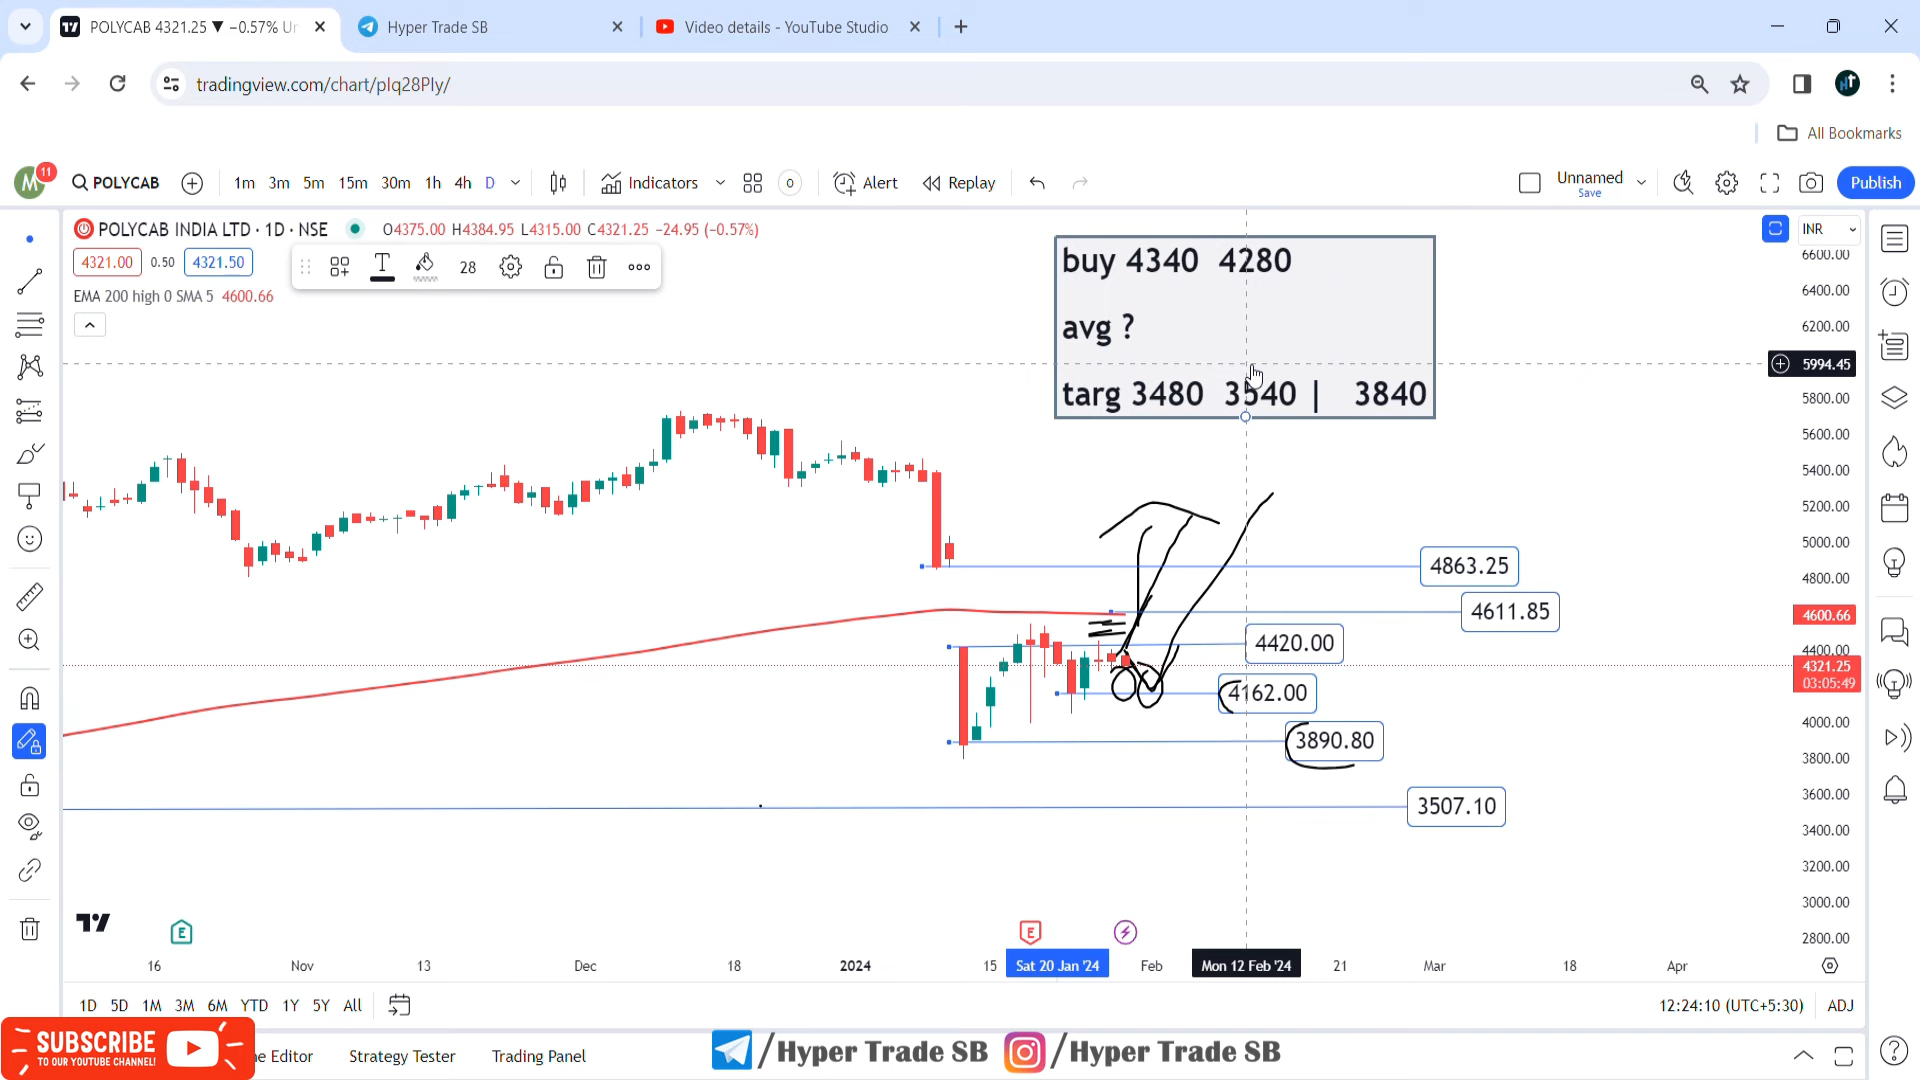 POLYCAB 4321.25 ▼ −0.57% Un
Hyper Trade SB
Video details - YouTube Studio
tradingview.com/chart/pIq28PIy/
All Bookmarks
M 11
POLYCAB
1m 3m 5m 15m 30m 1h 4h D
Indicators
0
Alert
Replay
Unnamed
Save
Publish
POLYCAB INDIA LTD · 1D · NSE
O4375.00 H4384.95 L4315.00 C4321.25 −24.95 (−0.57%)
INR
4321.00 0.50 4321.50
T 28
EMA 200 high 0 SMA 5 4600.66
buy 4340 4280
avg ?
targ 3480 3540 | 3840
6600.00
6400.00
6200.00
5994.45
5800.00
5600.00
5400.00
5200.00
5000.00
4800.00
4600.66
4400.00
4321.25
03:05:49
4000.00
3800.00
3600.00
3400.00
3200.00
3000.00
2800.00
4863.25
4611.85
4420.00
4162.00
3890.80
3507.10
E
E
16 Nov 13 Dec 18 2024 15 Sat 20 Jan '24 Feb Mon 12 Feb '24 21 Mar 18 Apr
1D 5D 1M 3M 6M YTD 1Y 5Y All
12:24:10 (UTC+5:30) ADJ
SUBSCRIBE
TO OUR YOUTUBE CHANNEL!
ne Editor
Strategy Tester
Trading Panel
/Hyper Trade SB
/Hyper Trade SB